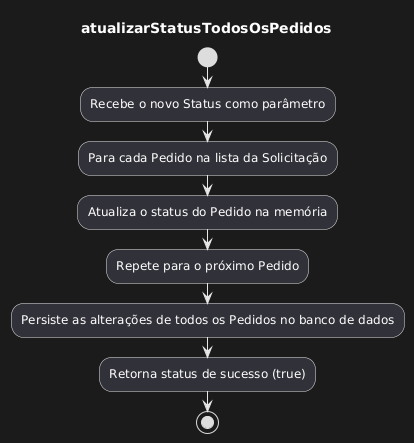 atualizarStatusTodosOsPedidos
Recebe o novo Status como parâmetro
Para cada Pedido na lista da Solicitação
Atualiza o status do Pedido na memória
Repete para o próximo Pedido
Persiste as alterações de todos os Pedidos no banco de dados
Retorna status de sucesso (true)